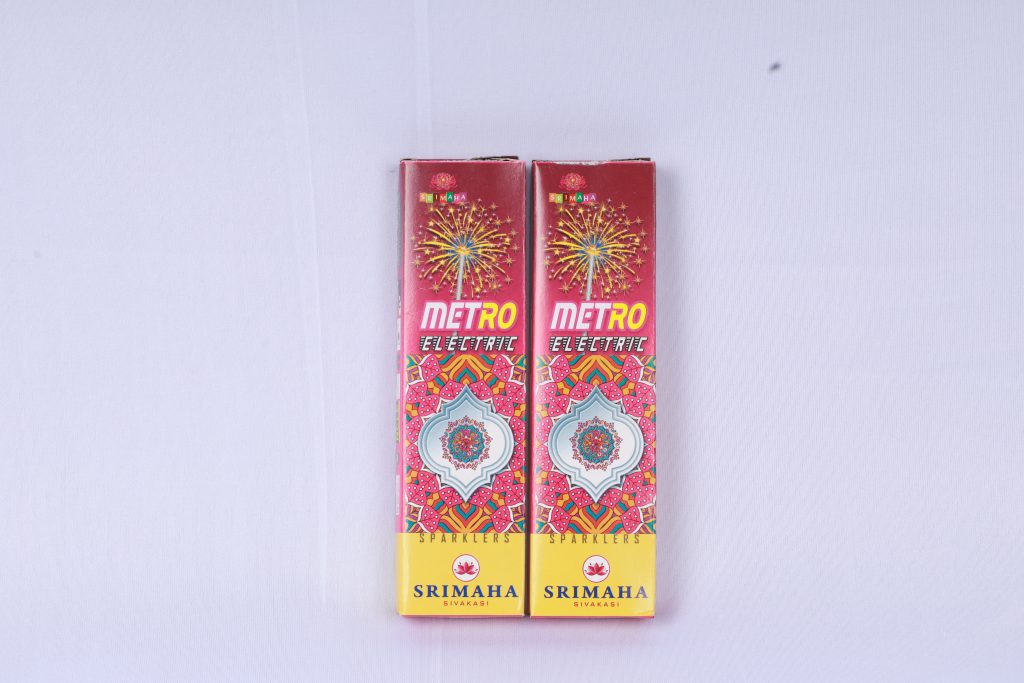 SRIMAHA
METRO
ELECTRIC
SPARKLERS
SRIMAHA
SIVAKASI
SRIMAHA
METRO
ELECTRIC
SPARKLERS
SRIMAHA
SIVAKASI